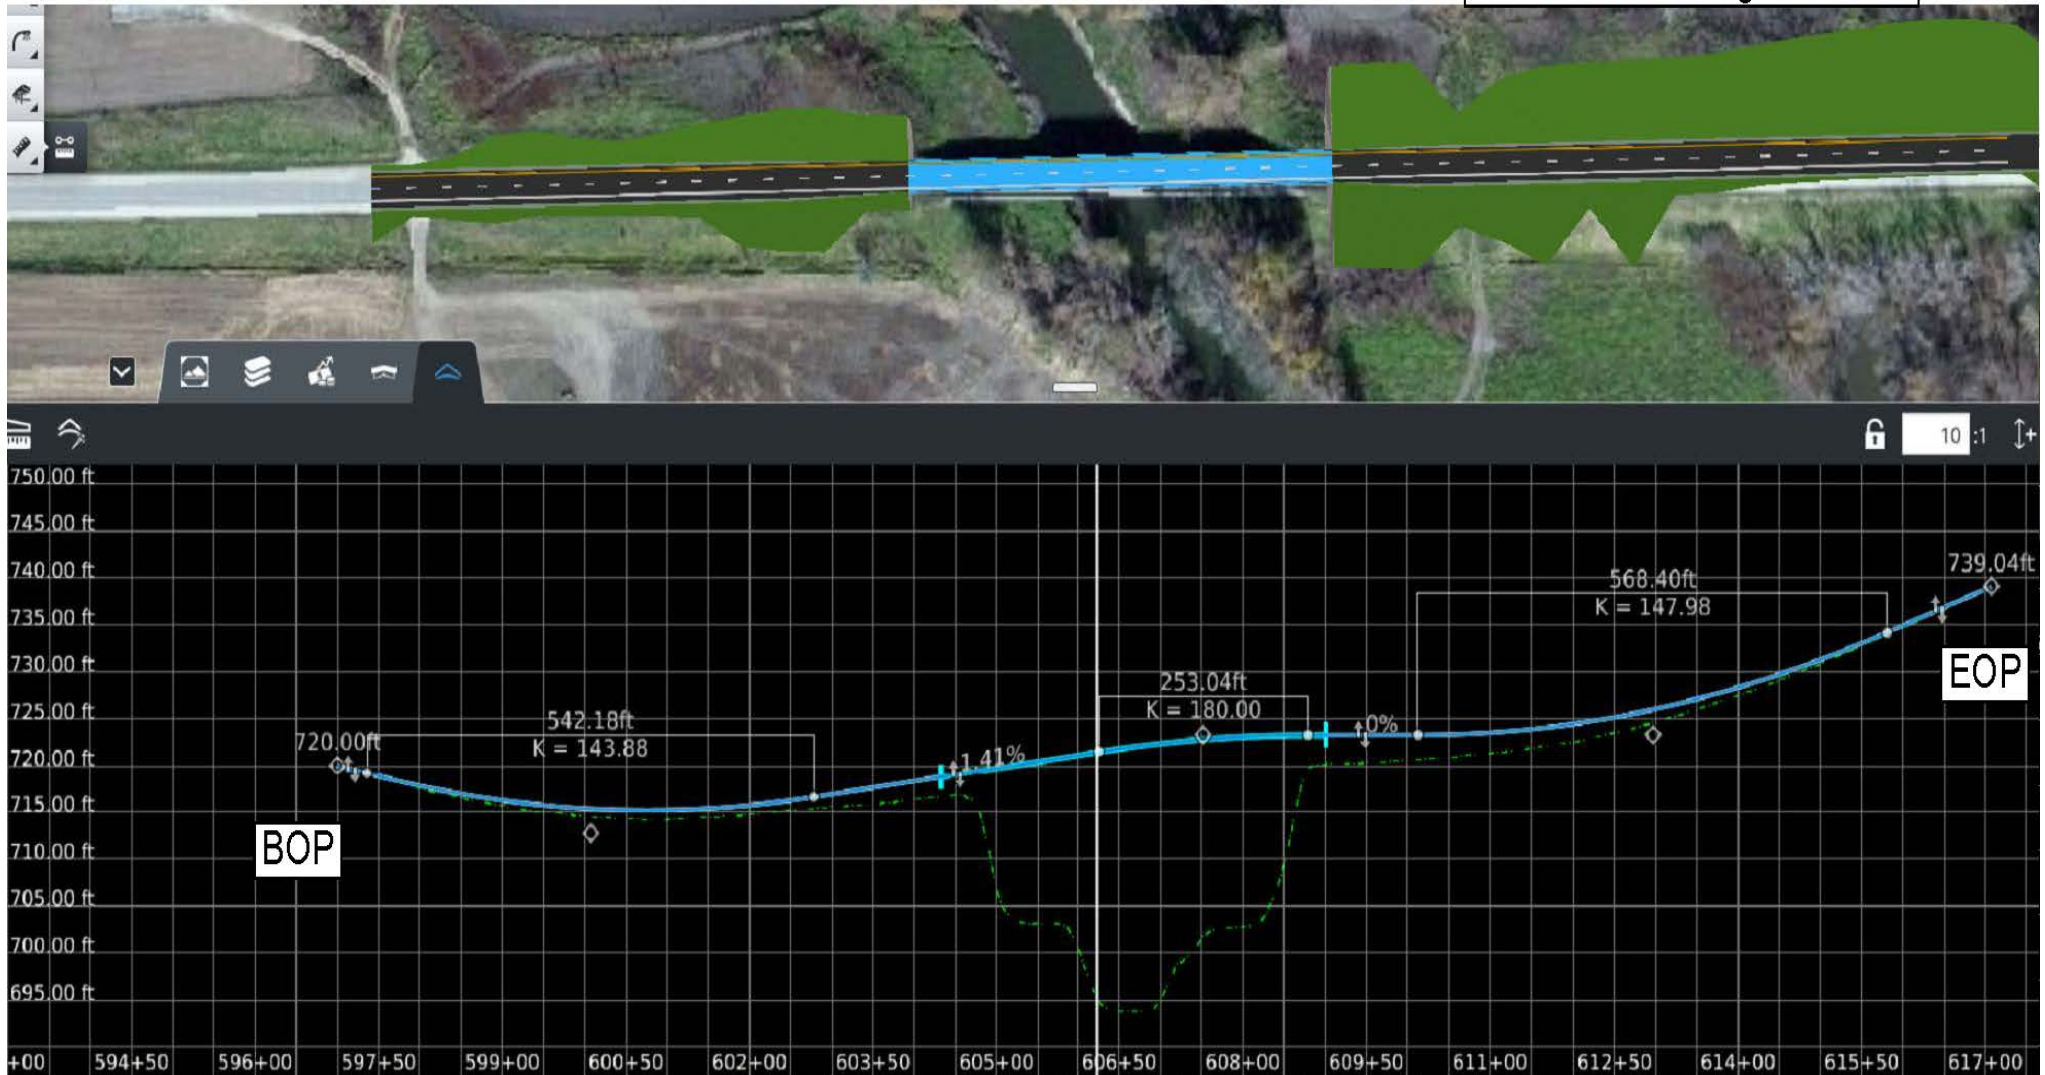 10 :1
750.00 ft
745.00 ft
740.00 ft
735.00 ft
730.00 ft
725.00 ft
720.00 ft
715.00 ft
710.00 ft
705.00 ft
700.00 ft
695.00 ft
720.00ft
542.18ft
K = 143.88
1.41%
253.04ft
K = 180.00
0%
568.40ft
K = 147.98
739.04ft
BOP
EOP
+00 594+50 596+00 597+50 599+00 600+50 602+00 603+50 605+00 606+50 608+00 609+50 611+00 612+50 614+00 615+50 617+00